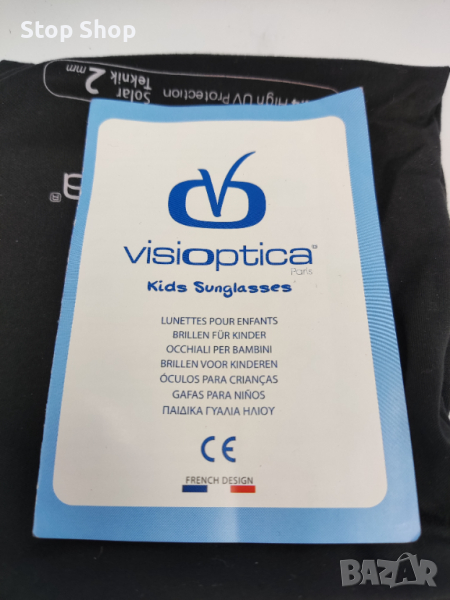 Stop Shop
High UV Protection
Solar
Teknik
2
mm
a®
visioptica®
Paris
Kids Sunglasses
LUNETTES POUR ENFANTS
BRILLEN FÜR KINDER
OCCHIALI PER BAMBINI
BRILLEN VOOR KINDEREN
ÓCULOS PARA CRIANÇAS
GAFAS PARA NIÑOS
ΠΑΙΔΙΚΑ ΓΥΑΛΙΑ ΗΛΙΟΥ
CE
FRENCH DESIGN
BAZAR